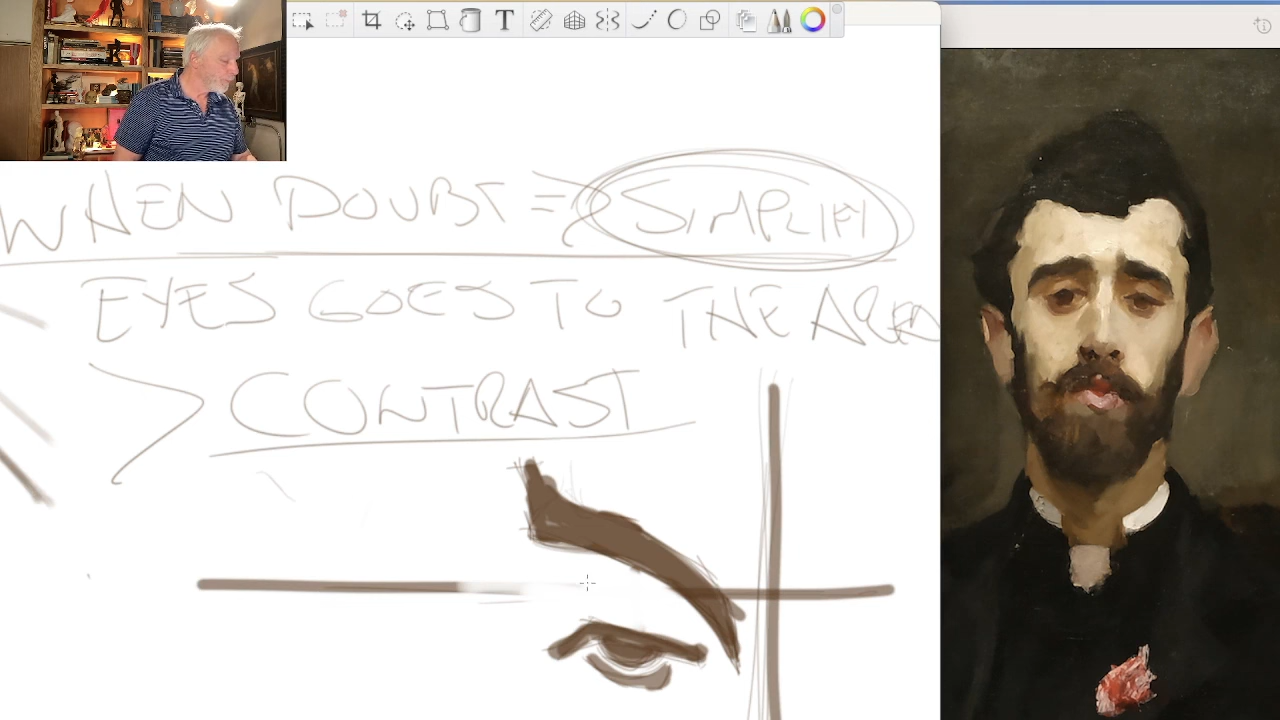 WHEN DOUBT => SIMPLIFY
EYES GOES TO THE AREA
> CONTRAST